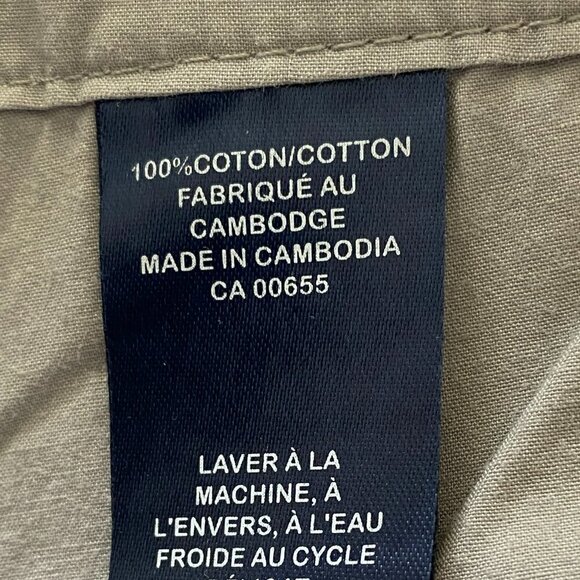 100%COTON/COTTON
FABRIQUÉ AU
CAMBODGE
MADE IN CAMBODIA
CA 00655
LAVER À LA
MACHINE, À
L'ENVERS, À L'EAU
FROIDE AU CYCLE